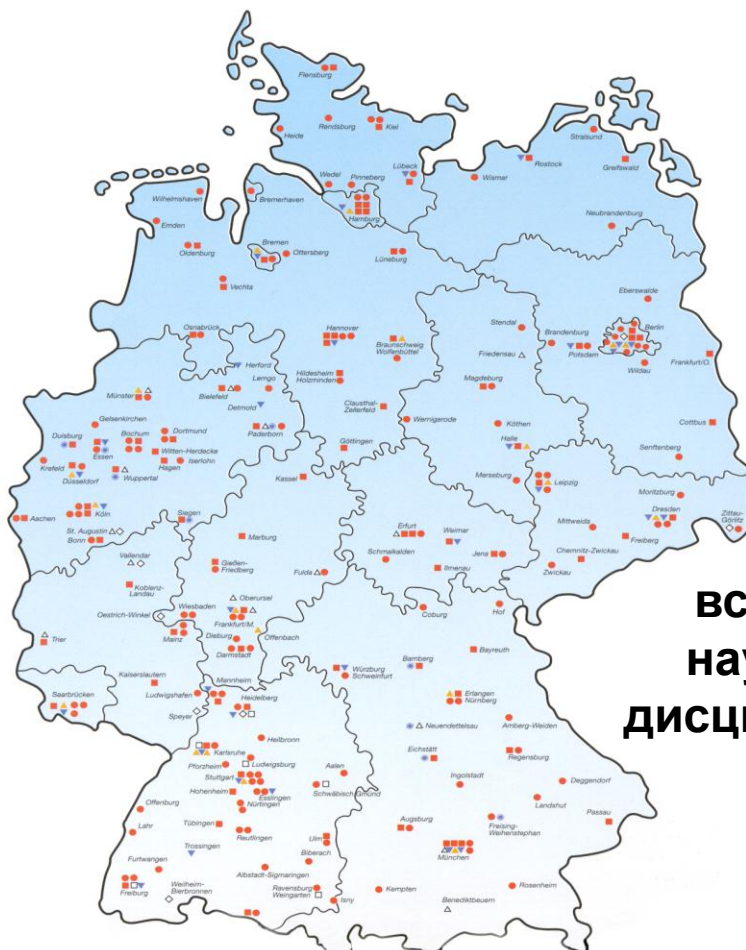 Flensburg
Rendsburg
Kiel
Heide
Stralsund
Rostock
Greifswald
Lübeck
Wedel
Pinneberg
Wismar
Hamburg
Wilhelmshaven
Bremerhaven
Neubrandenburg
Emden
Bremen
Ottersberg
Oldenburg
Lüneburg
Vechta
Eberswalde
Stendal
Brandenburg
Berlin
Osnabrück
Hannover
Braunschweig
Wolfenbüttel
Friedensau
Potsdam
Wildau
Frankfurt/O.
Herford
Lemgo
Hildesheim
Holzminden
Magdeburg
Münster
Bielefeld
Detmold
Clausthal-
Zellerfeld
Wernigerode
Köthen
Cottbus
Gelsenkirchen
Dortmund
Paderborn
Duisburg
Bochum
Essen
Witten-Herdecke
Göttingen
Halle
Senftenberg
Krefeld
Hagen
Iserlohn
Düsseldorf
Wuppertal
Kassel
Merseburg
Leipzig
Moritzburg
Köln
Dresden
Zittau-
Görlitz
Aachen
Siegen
Erfurt
Weimar
Mittweida
St. Augustin
Bonn
Marburg
Jena
Freiberg
Vallendar
Schmalkalden
Chemnitz-Zwickau
Gießen-
Friedberg
Fulda
Ilmenau
Zwickau
Koblenz-
Landau
Oberursel
Oestrich-Winkel
Wiesbaden
Frankfurt/M.
Coburg
Hof
Offenbach
Trier
Mainz
Dieburg
Darmstadt
Bamberg
Bayreuth
Kaiserslautern
Mannheim
Würzburg
Schweinfurt
Saarbrücken
Ludwigshafen
Heidelberg
Erlangen
Nürnberg
Speyer
Neuendettelsau
Amberg-Weiden
Heilbronn
Karlsruhe
Eichstätt
Regensburg
Pforzheim
Ludwigsburg
Aalen
Stuttgart
Ingolstadt
Deggendorf
Hohenheim
Esslingen
Schwäbisch Gmünd
Offenburg
Nürtingen
Landshut
Passau
Lahr
Tübingen
Reutlingen
Ulm
Augsburg
Freising-
Weihenstephan
Trossingen
Biberach
München
Furtwangen
Albstadt-Sigmaringen
Freiburg
Weilheim-
Bierbronnen
Ravensburg
Weingarten
Isny
Kempten
Rosenheim
Benediktbeuern
вс
нау
дисци